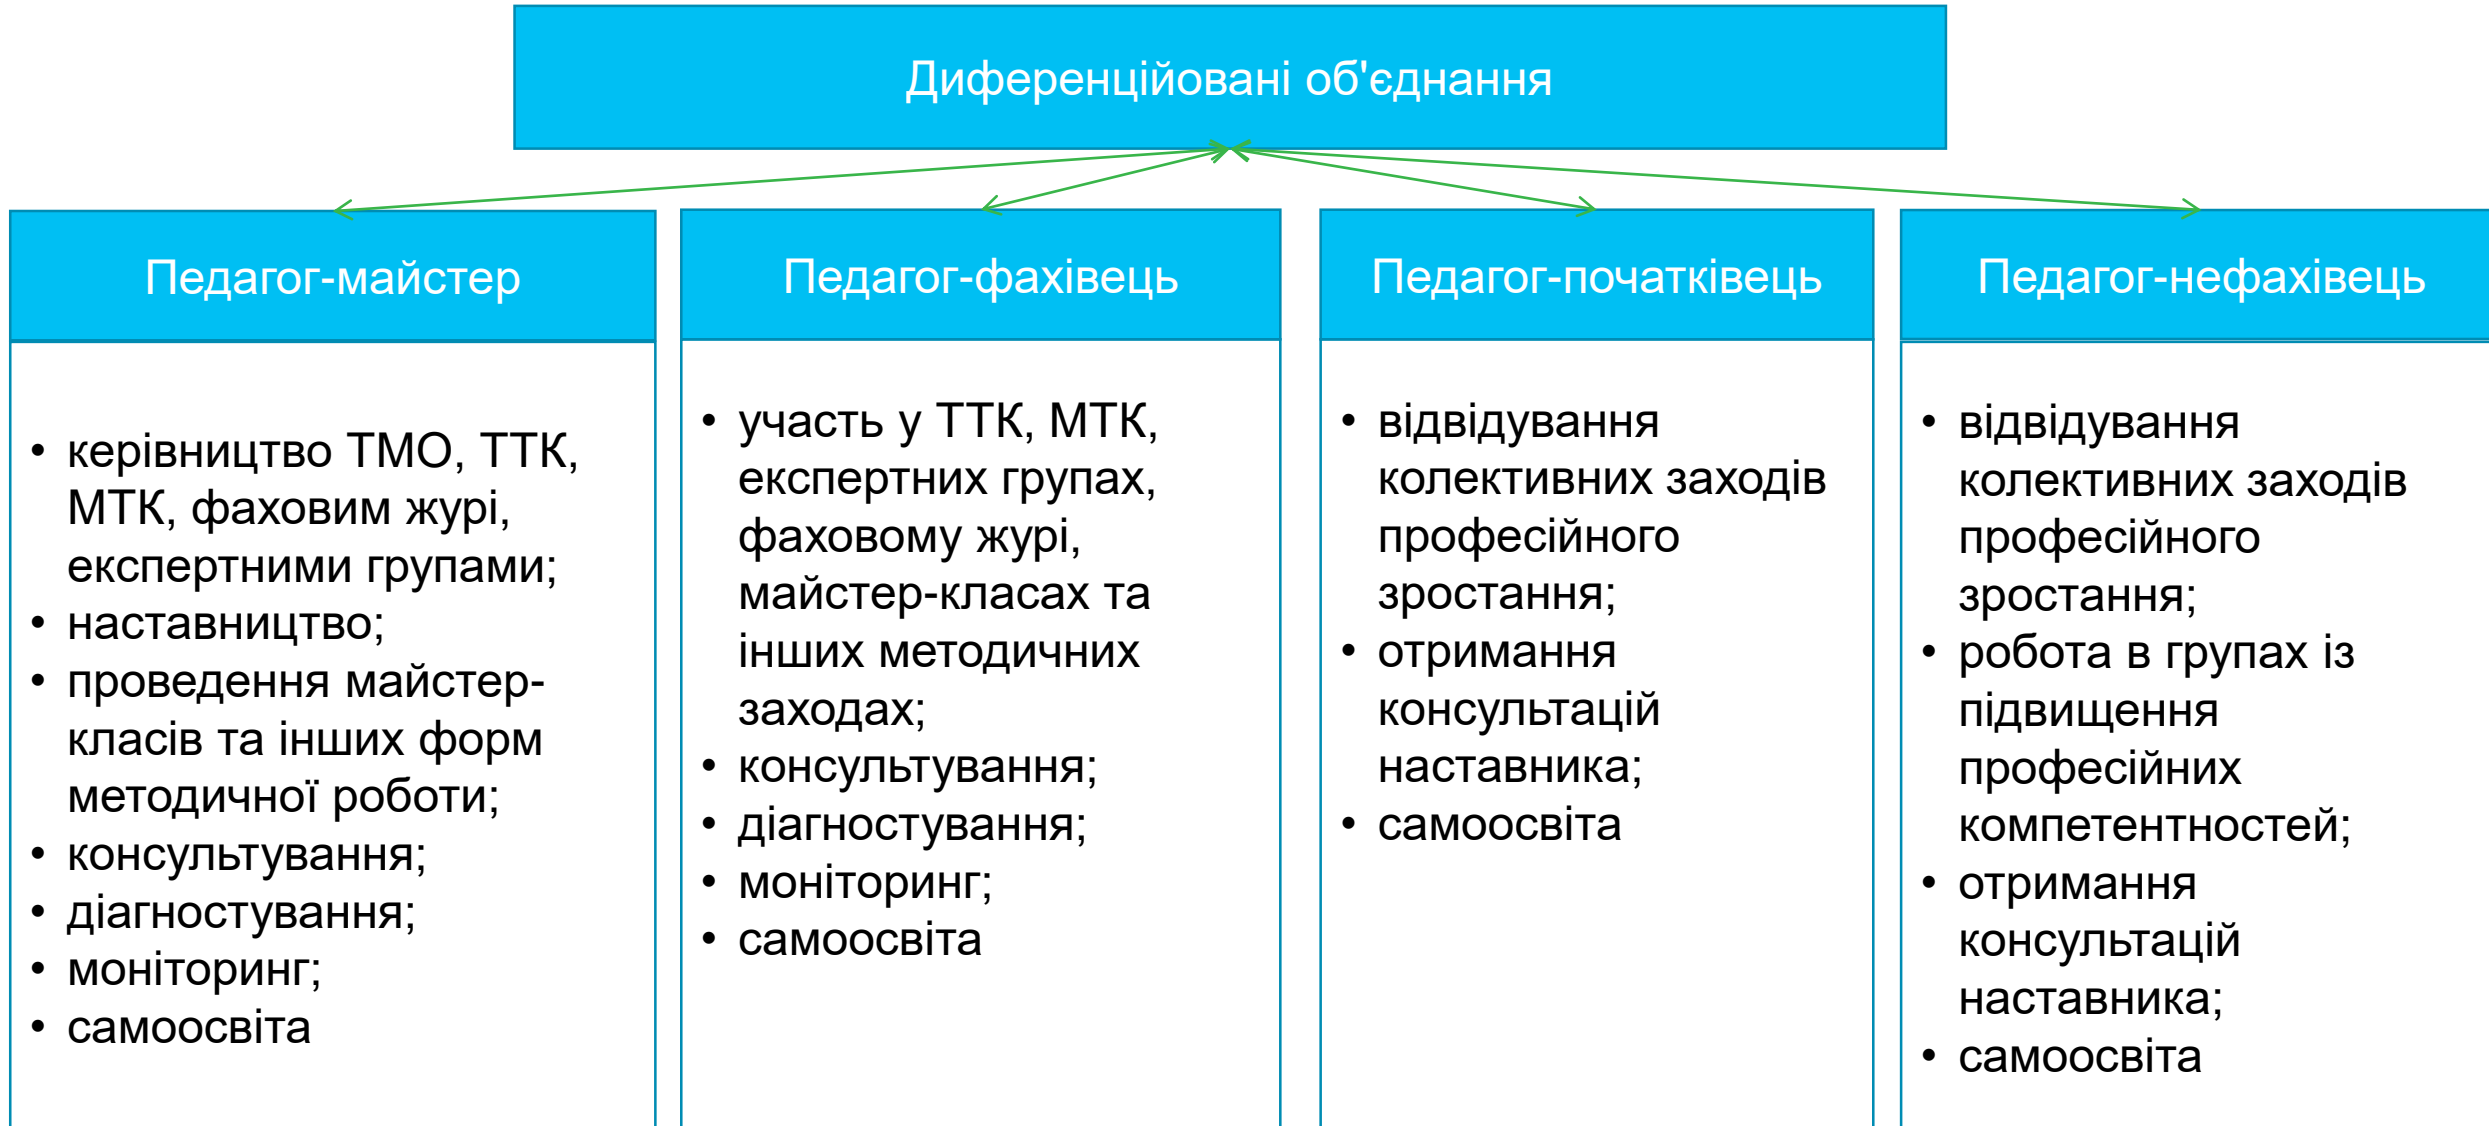 Диференційовані об'єднання
Педагог-майстер
• керівництво ТМО, ТТК,
МТК, фаховим журі,
експертними групами;
• наставництво;
• проведення майстер-
класів та інших форм
методичної роботи;
• консультування;
• діагностування;
• моніторинг;
• самоосвіта
Педагог-фахівець
• участь у ТТК, МТК,
експертних групах,
фаховому журі,
майстер-класах та
інших методичних
заходах;
• консультування;
• діагностування;
• моніторинг;
• самоосвіта
Педагог-початківець
• відвідування
колективних заходів
професійного
зростання;
• отримання
консультацій
наставника;
• самоосвіта
Педагог-нефахівець
• відвідування
колективних заходів
професійного
зростання;
• робота в групах із
підвищення
професійних
компетентностей;
• отримання
консультацій
наставника;
• самоосвіта